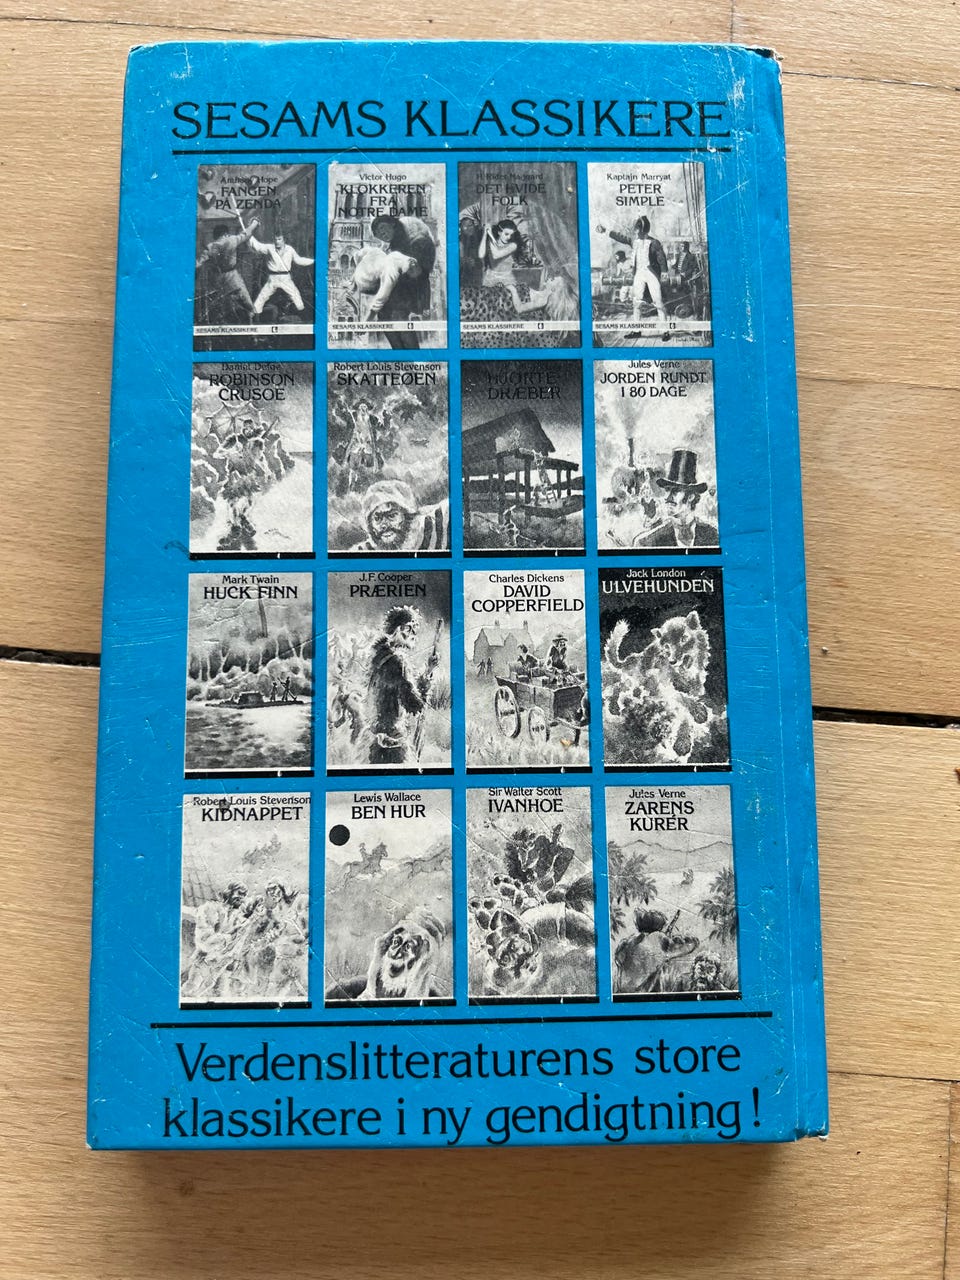 SESAMS KLASSIKERE
Anthony Hope
FANGEN
PÅ ZENDA
SESAMS KLASSIKERE
Victor Hugo
KLOKKEREN
FRA
NOTRE DAME
SESAMS KLASSIKERE
H. Rider Haggard
DET HVIDE
FOLK
SESAMS KLASSIKERE
Kaptajn Marryat
PETER
SIMPLE
SESAMS KLASSIKERE
Daniel Defoe
ROBINSON
CRUSOE
Robert Louis Stevenson
SKATTEØEN
HJORTE-
DRÆBER
Jules Verne
JORDEN RUNDT
I 80 DAGE
Mark Twain
HUCK FINN
J.F. Cooper
PRÆRIEN
Charles Dickens
DAVID
COPPERFIELD
Jack London
ULVEHUNDEN
Robert Louis Stevenson
KIDNAPPET
Lewis Wallace
BEN HUR
Sir Walter Scott
IVANHOE
Jules Verne
ZARENS
KURÉR
Verdenslitteraturens store
klassikere i ny gendigtning!